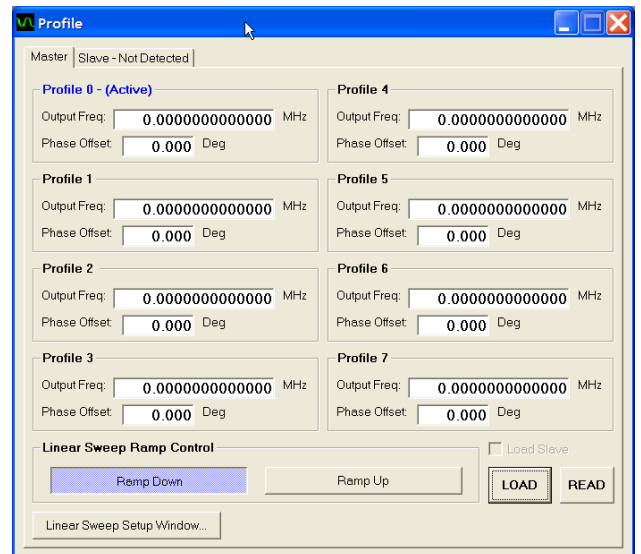 Profile
Master Slave - Not Detected
Profile 0 - (Active)
Output Freq: 0.0000000000000 MHz
Phase Offset: 0.000 Deg
Profile 4
Output Freq: 0.0000000000000 MHz
Phase Offset: 0.000 Deg
Profile 1
Output Freq: 0.0000000000000 MHz
Phase Offset: 0.000 Deg
Profile 5
Output Freq: 0.0000000000000 MHz
Phase Offset: 0.000 Deg
Profile 2
Output Freq: 0.0000000000000 MHz
Phase Offset: 0.000 Deg
Profile 6
Output Freq: 0.0000000000000 MHz
Phase Offset: 0.000 Deg
Profile 3
Output Freq: 0.0000000000000 MHz
Phase Offset: 0.000 Deg
Profile 7
Output Freq: 0.0000000000000 MHz
Phase Offset: 0.000 Deg
Linear Sweep Ramp Control
Ramp Down Ramp Up
Load Slave
LOAD READ
Linear Sweep Setup Window...